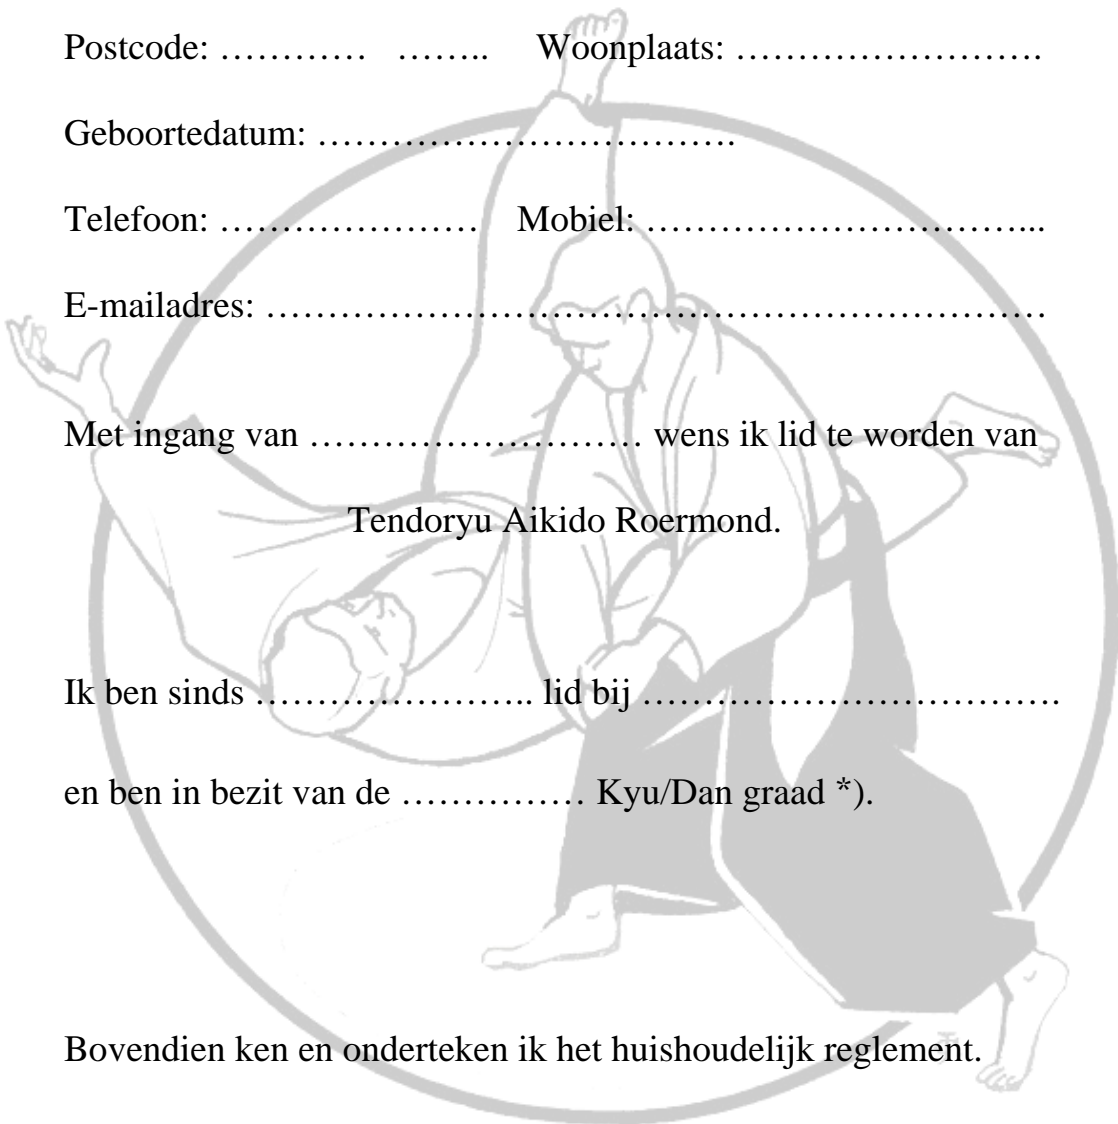 Postcode: ………… …….. Woonplaats: …………………….
Geboortedatum: …………………………….
Telefoon: ………………… Mobiel: …………………………...
E-mailadres: ………………………………………………………
Met ingang van ……………………… wens ik lid te worden van
Tendoryu Aikido Roermond.
Ik ben sinds ………………….. lid bij …………………………….
en ben in bezit van de …………… Kyu/Dan graad *).
Bovendien ken en onderteken ik het huishoudelijk reglement.